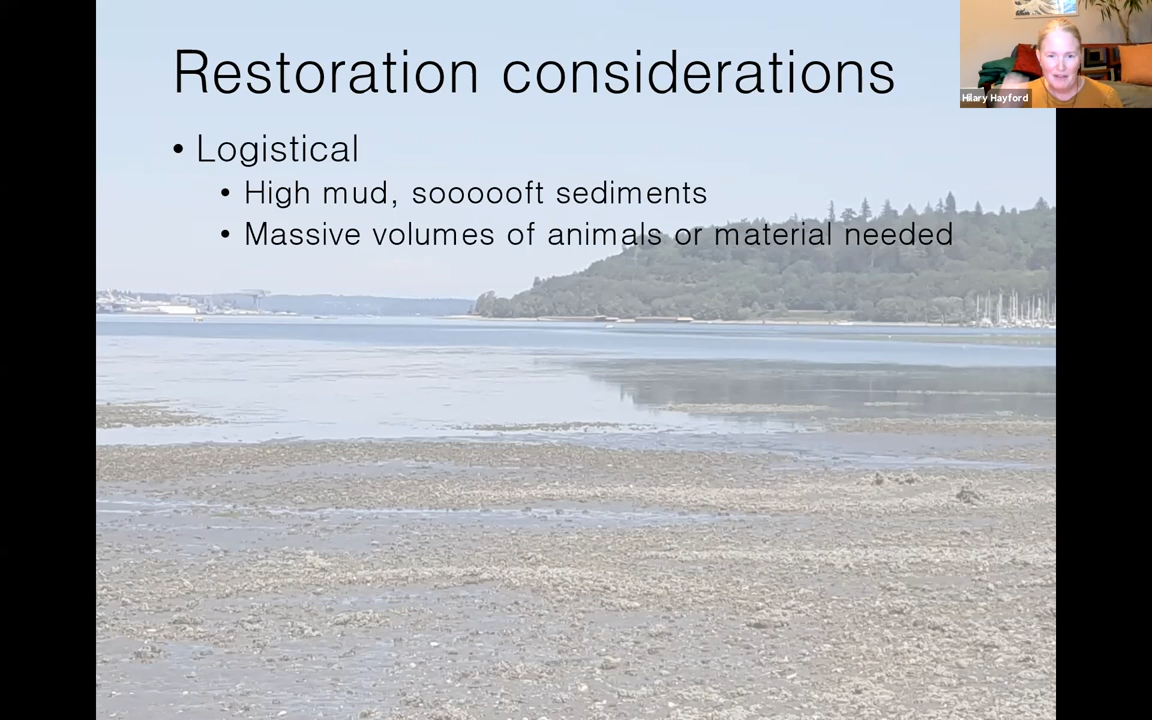 Restoration considerations
• Logistical
• High mud, soooooft sediments
• Massive volumes of animals or material needed
Hilary Hayford